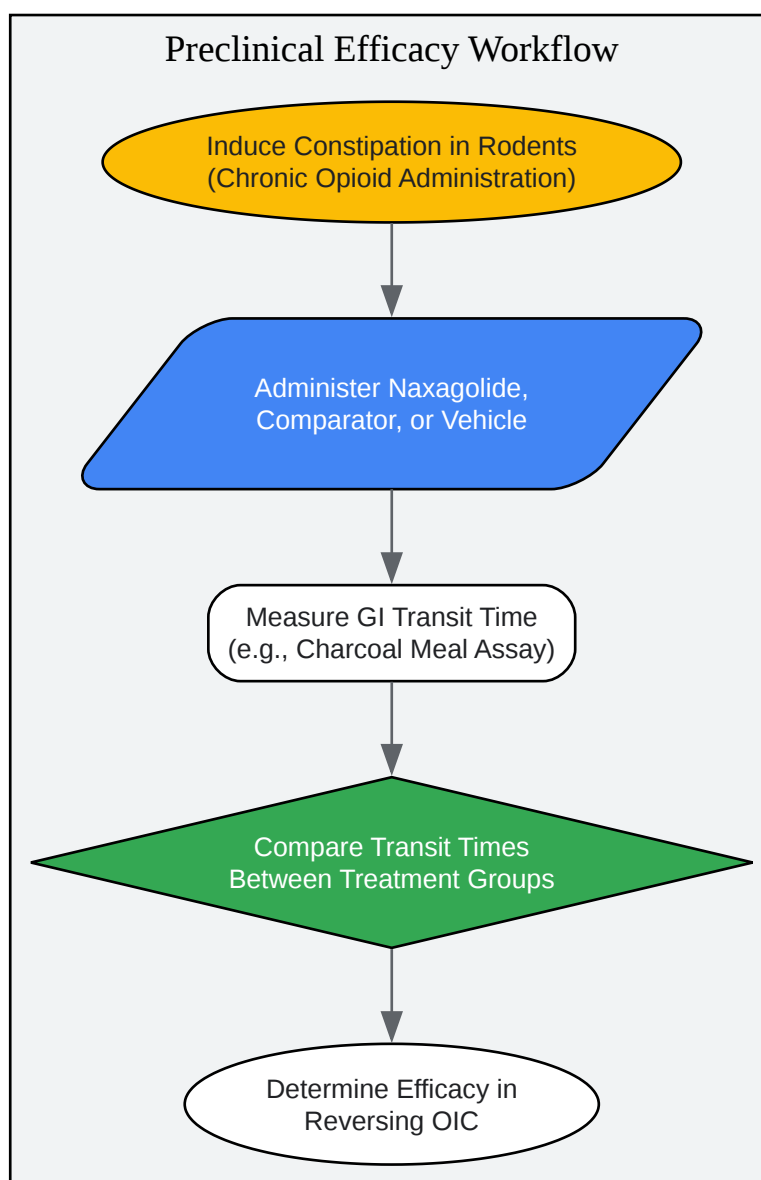 Preclinical Efficacy Workflow
Induce Constipation in Rodents
(Chronic Opioid Administration)
Administer Naxagolide,
Comparator, or Vehicle
Measure GI Transit Time
(e.g., Charcoal Meal Assay)
Compare Transit Times
Between Treatment Groups
Determine Efficacy in
Reversing OIC